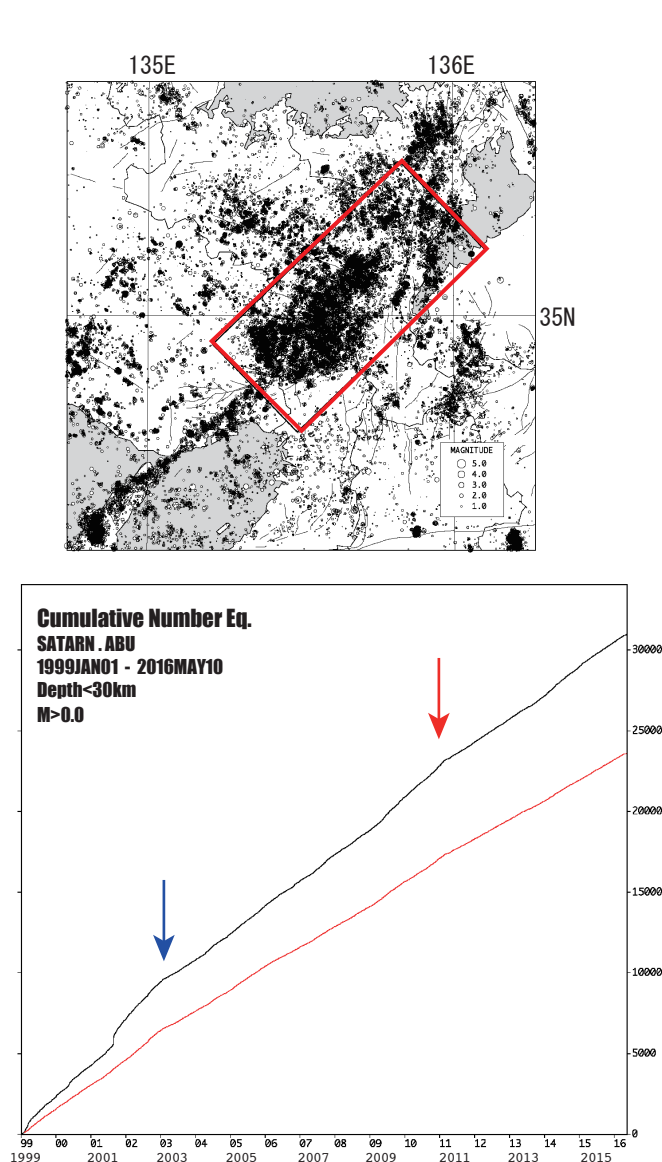 135E 136E
35N
MAGNITUDE
5.0
4.0
3.0
2.0
1.0
Cumulative Number Eq.
SATARN . ABU
1999JAN01 - 2016MAY10
Depth<30km
M>0.0
30000
25000
20000
15000
10000
5000
0
99 00 01 02 03 04 05 06 07 08 09 10 11 12 13 14 15 16
1999 2001 2003 2005 2007 2009 2011 2013 2015